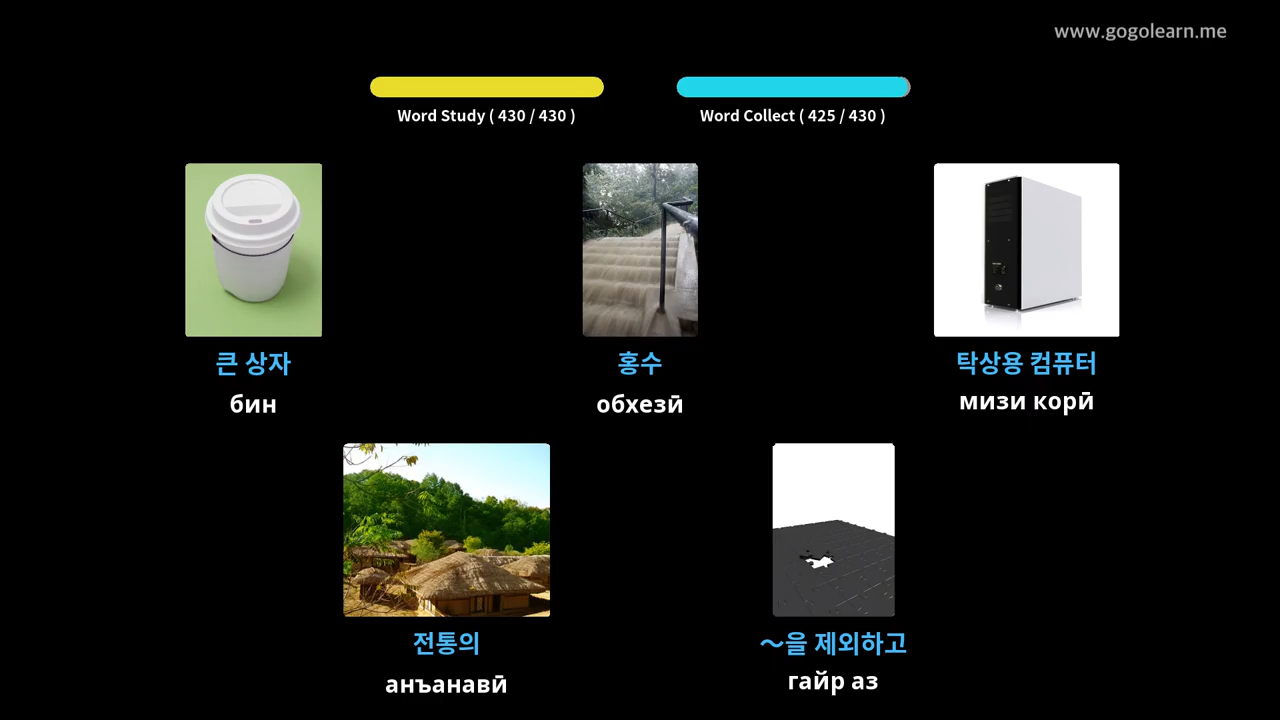 www.gogolearn.me
Word Study ( 430 / 430 )
Word Collect ( 425 / 430 )
큰 상자
бин
홍수
обхезӣ
탁상용 컴퓨터
мизи корӣ
전통의
анъанавӣ
～을 제외하고
гайр аз